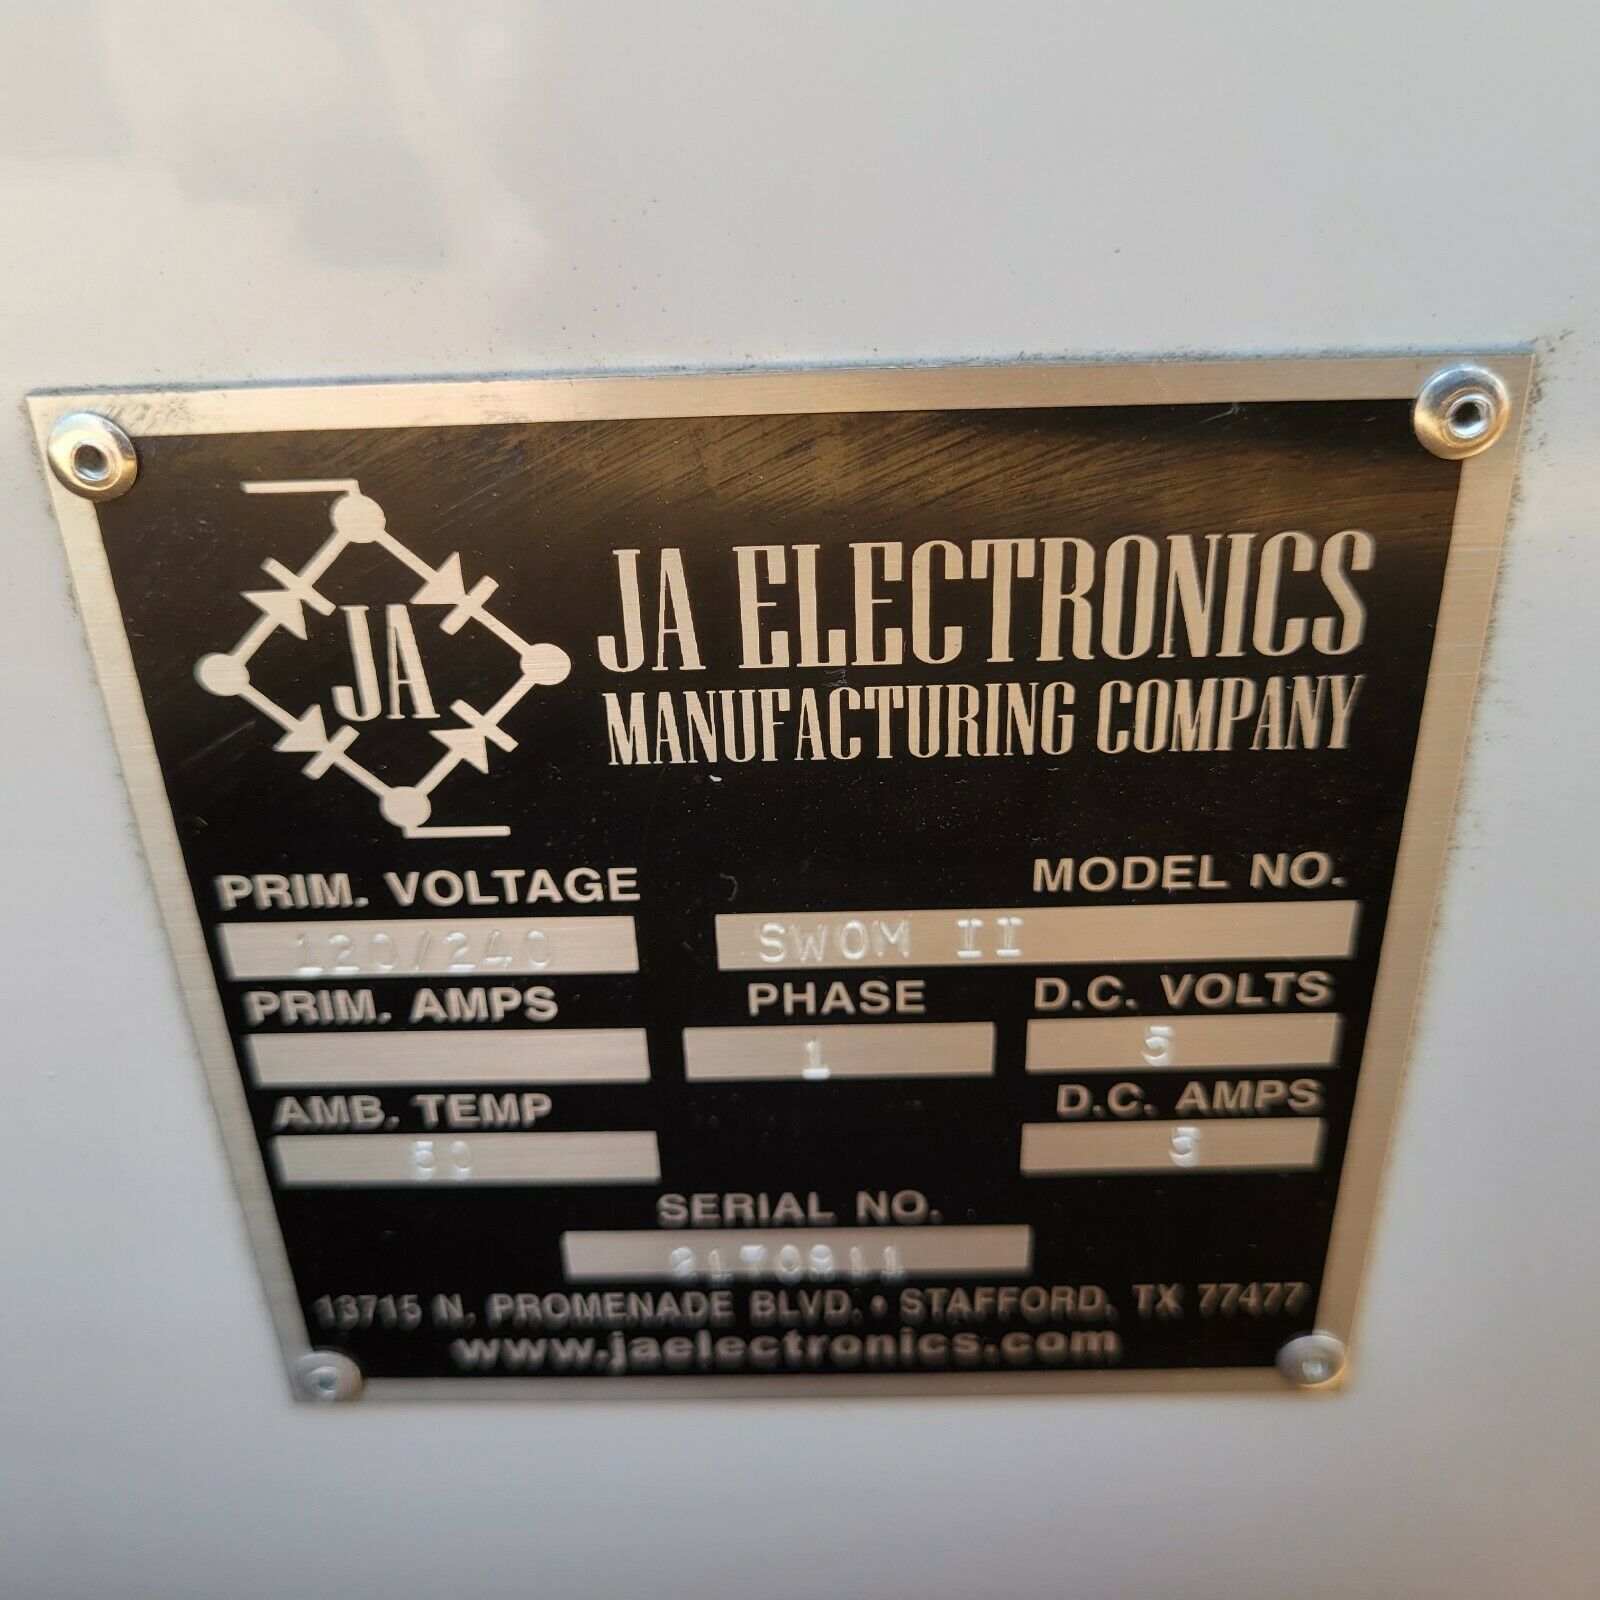 JA
JA ELECTRONICS
MANUFACTURING COMPANY
PRIM. VOLTAGE
120/240
MODEL NO.
SWOM II
PRIM. AMPS
PHASE
1
D.C. VOLTS
5
AMB. TEMP
50
D.C. AMPS
5
SERIAL NO.
13715 N. PROMENADE BLVD. • STAFFORD, TX 77477
www.jaelectronics.com